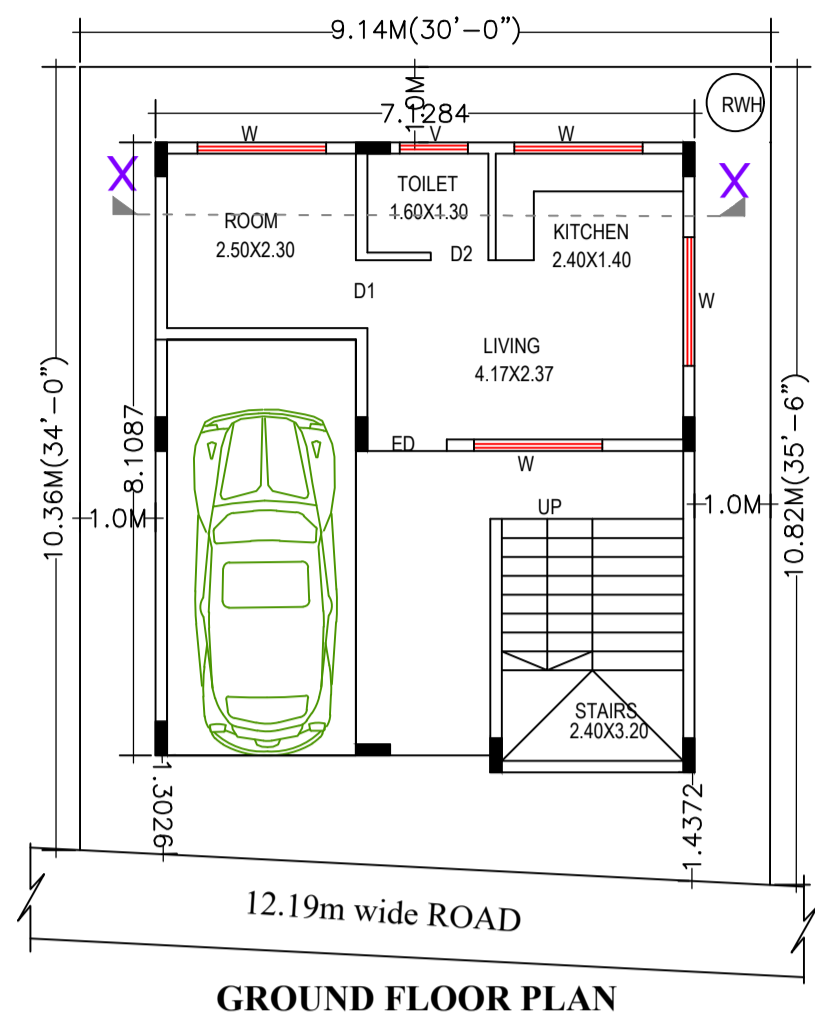 9.14M(30'-0")
1.0M
7.1284
RWH
W
V
W
X
X
TOILET
1.60X1.30
ROOM
2.50X2.30
KITCHEN
2.40X1.40
D2
D1
W
LIVING
4.17X2.37
10.36M(34'-0")
8.1087
10.82M(35'-6")
ED
W
1.0M
UP
1.0M
STAIRS
2.40X3.20
1.3026
1.4372
12.19m wide ROAD
GROUND FLOOR PLAN